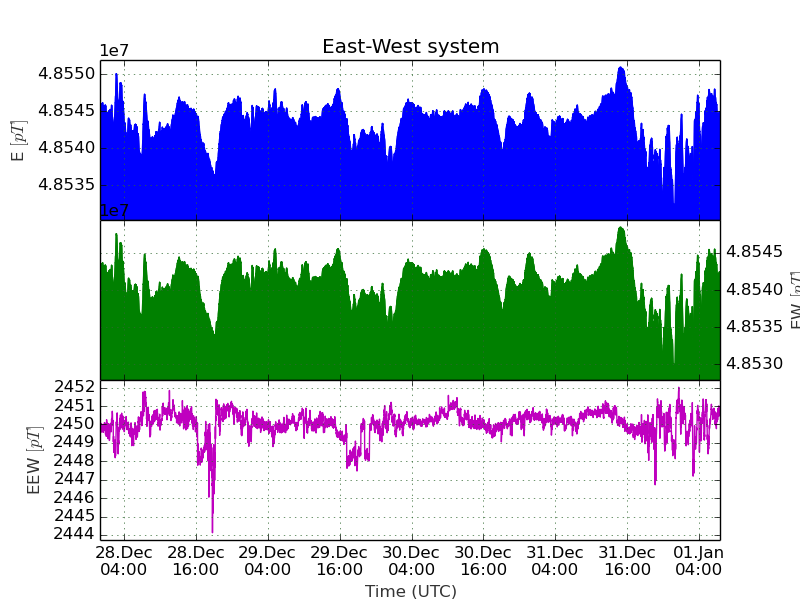 East-West system
1e7
4.8550
4.8545
4.8540
4.8535
E [pT]
1e7
4.8545
4.8540
4.8535
4.8530
EW [pT]
2452
2451
2450
2449
2448
2447
2446
2445
2444
EEW [pT]
28.Dec 28.Dec 29.Dec 29.Dec 30.Dec 30.Dec 31.Dec 31.Dec 01.Jan
04:00 16:00 04:00 16:00 04:00 16:00 04:00 16:00 04:00
Time (UTC)